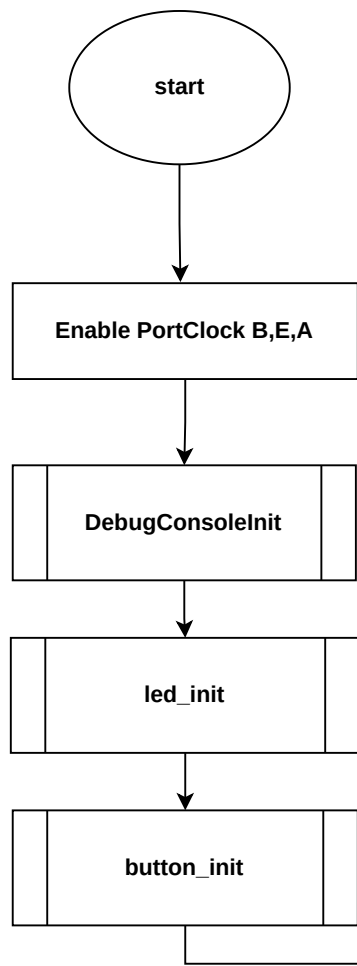 start
Enable PortClock B,E,A
DebugConsoleInit
led_init
button_init